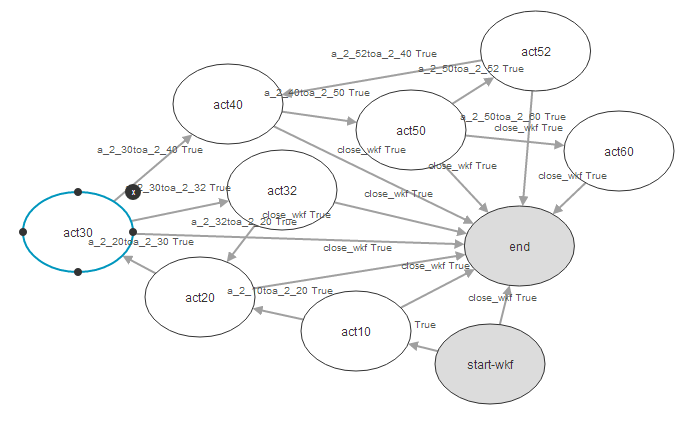 a_2_52toa_2_40 True
act52
a_2_50toa_2_52 True
a_2_40toa_2_50 True
act40
a_2_50toa_2_60 True
act50
close_wkf True
a_2_30toa_2_40 True
close_wkf True
act60
close_wkf True
x
30toa_2_32 True
act32
close_wkf True
close_wkf True
close_wkf True
a_2_32toa_2_20 True
act30
a_2_20toa_2_30 True
close_wkf True
end
close_wkf True
a_2_10toa_2_20 True
act20
close_wkf True
True
act10
start-wkf